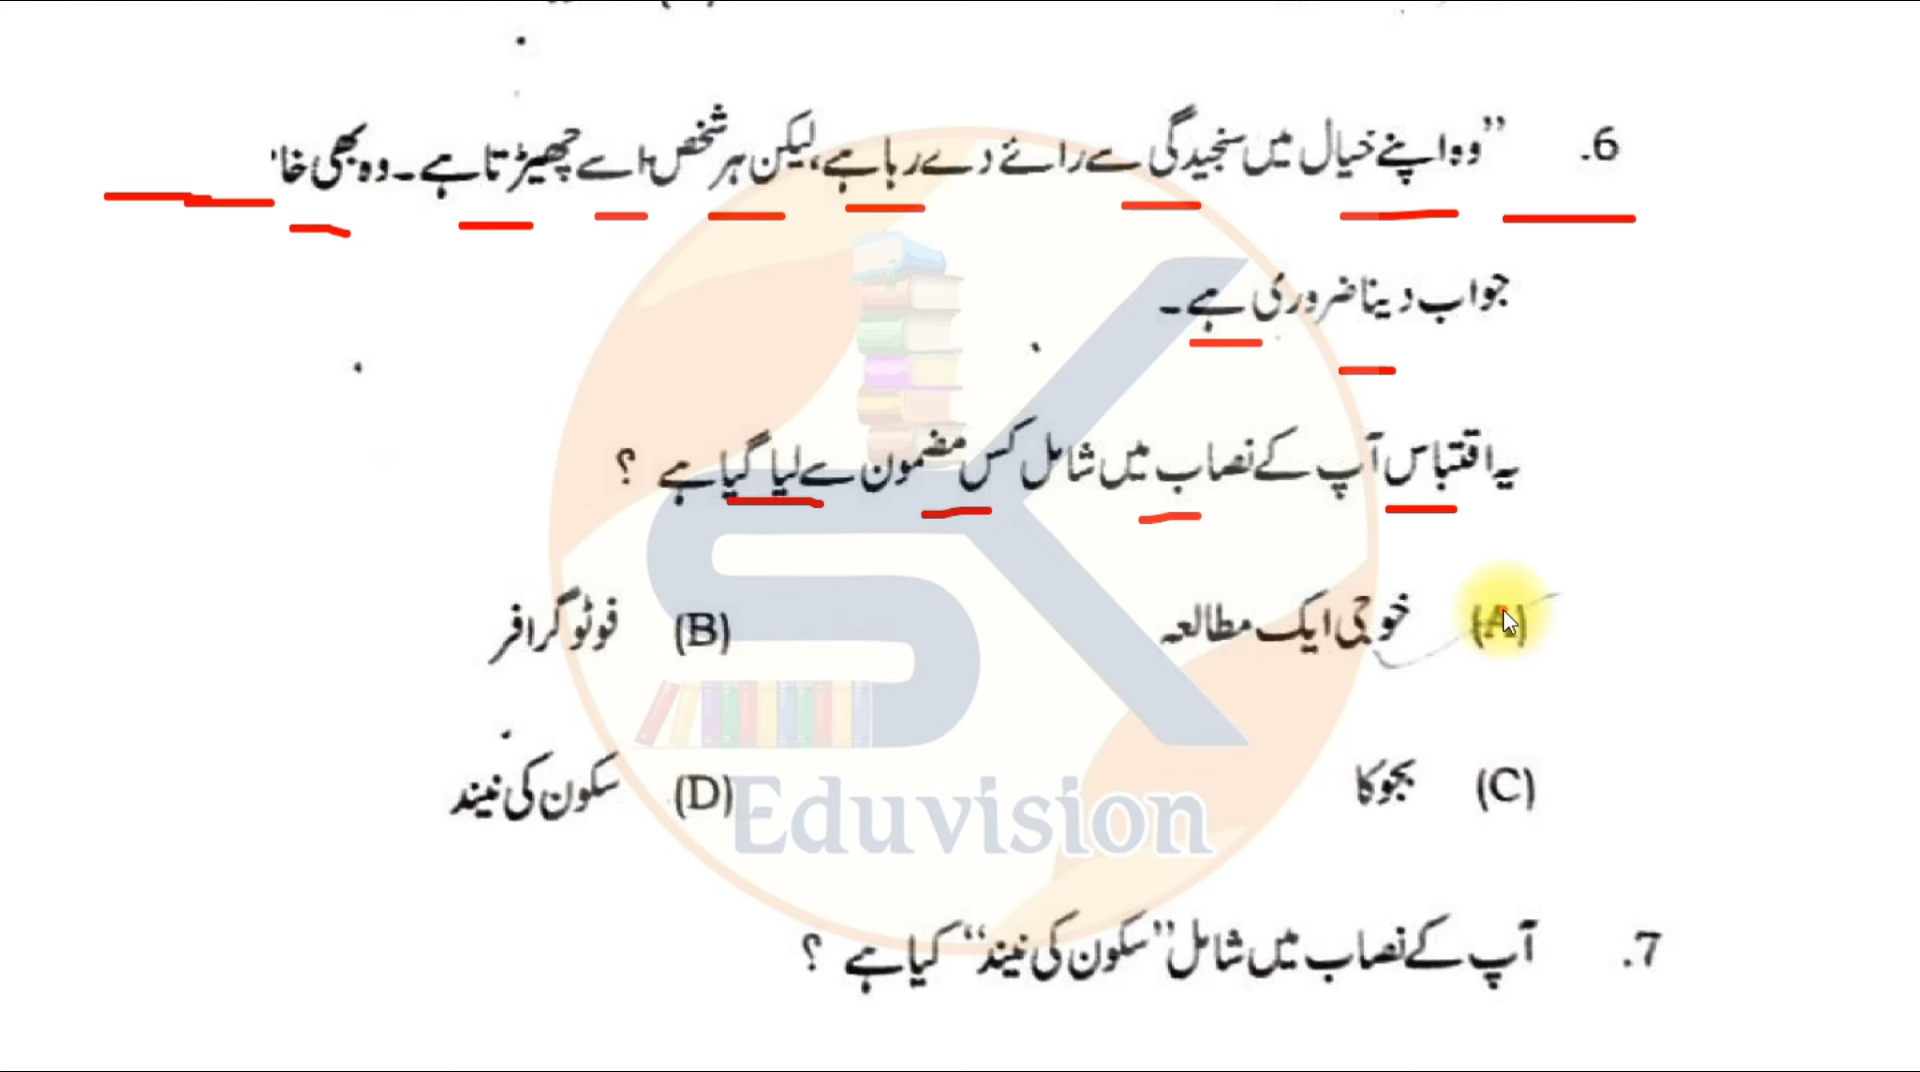 6. ”وہ اپنے خیال میں سنجیدگی سے رائے دے رہا ہے، لیکن ہر شخص اسے چھیڑتا ہے۔ وہ بھی خا
جواب دینا ضروری ہے۔
یہ اقتباس آپ کے نصاب میں شامل کس مضمون سے لیا گیا ہے ؟
(A) خوجی ایک مطالعہ (B) فوٹو گرافر
(C) بجوکا (D) سکون کی نیند
SK
Eduvision
7. آپ کے نصاب میں شامل ”سکون کی نیند“ کیا ہے ؟